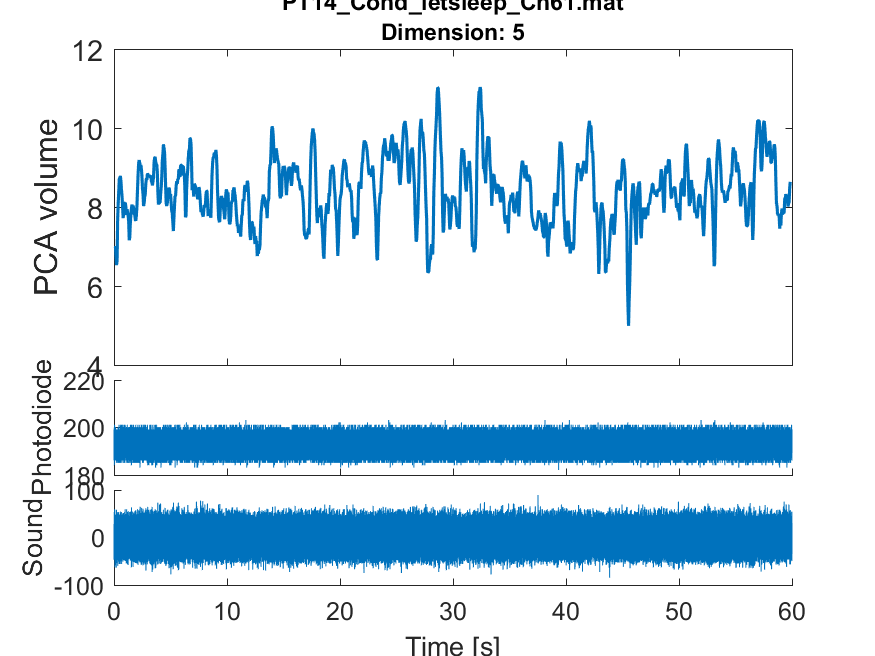 PT14_Cond_letsleep_Ch61.mat
Dimension: 5
12
10
8
6
4
PCA volume
220
200
180
Photodiode
100
0
-100
Sound
0 10 20 30 40 50 60
Time [s]